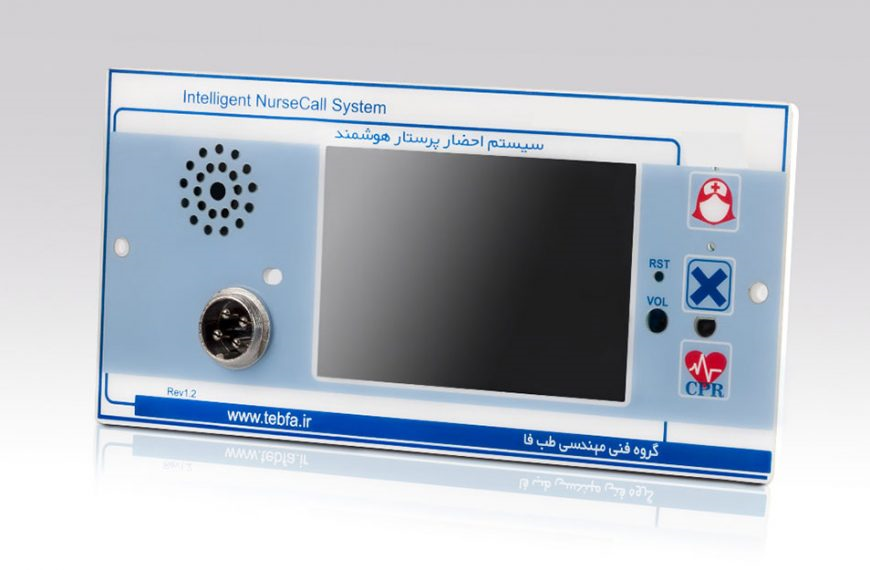 Intelligent NurseCall System
سیستم احضار پرستار هوشمند
RST
VOL
CPR
Rev1.2
www.tebfa.ir
گروه فنی مهندسی طب فا